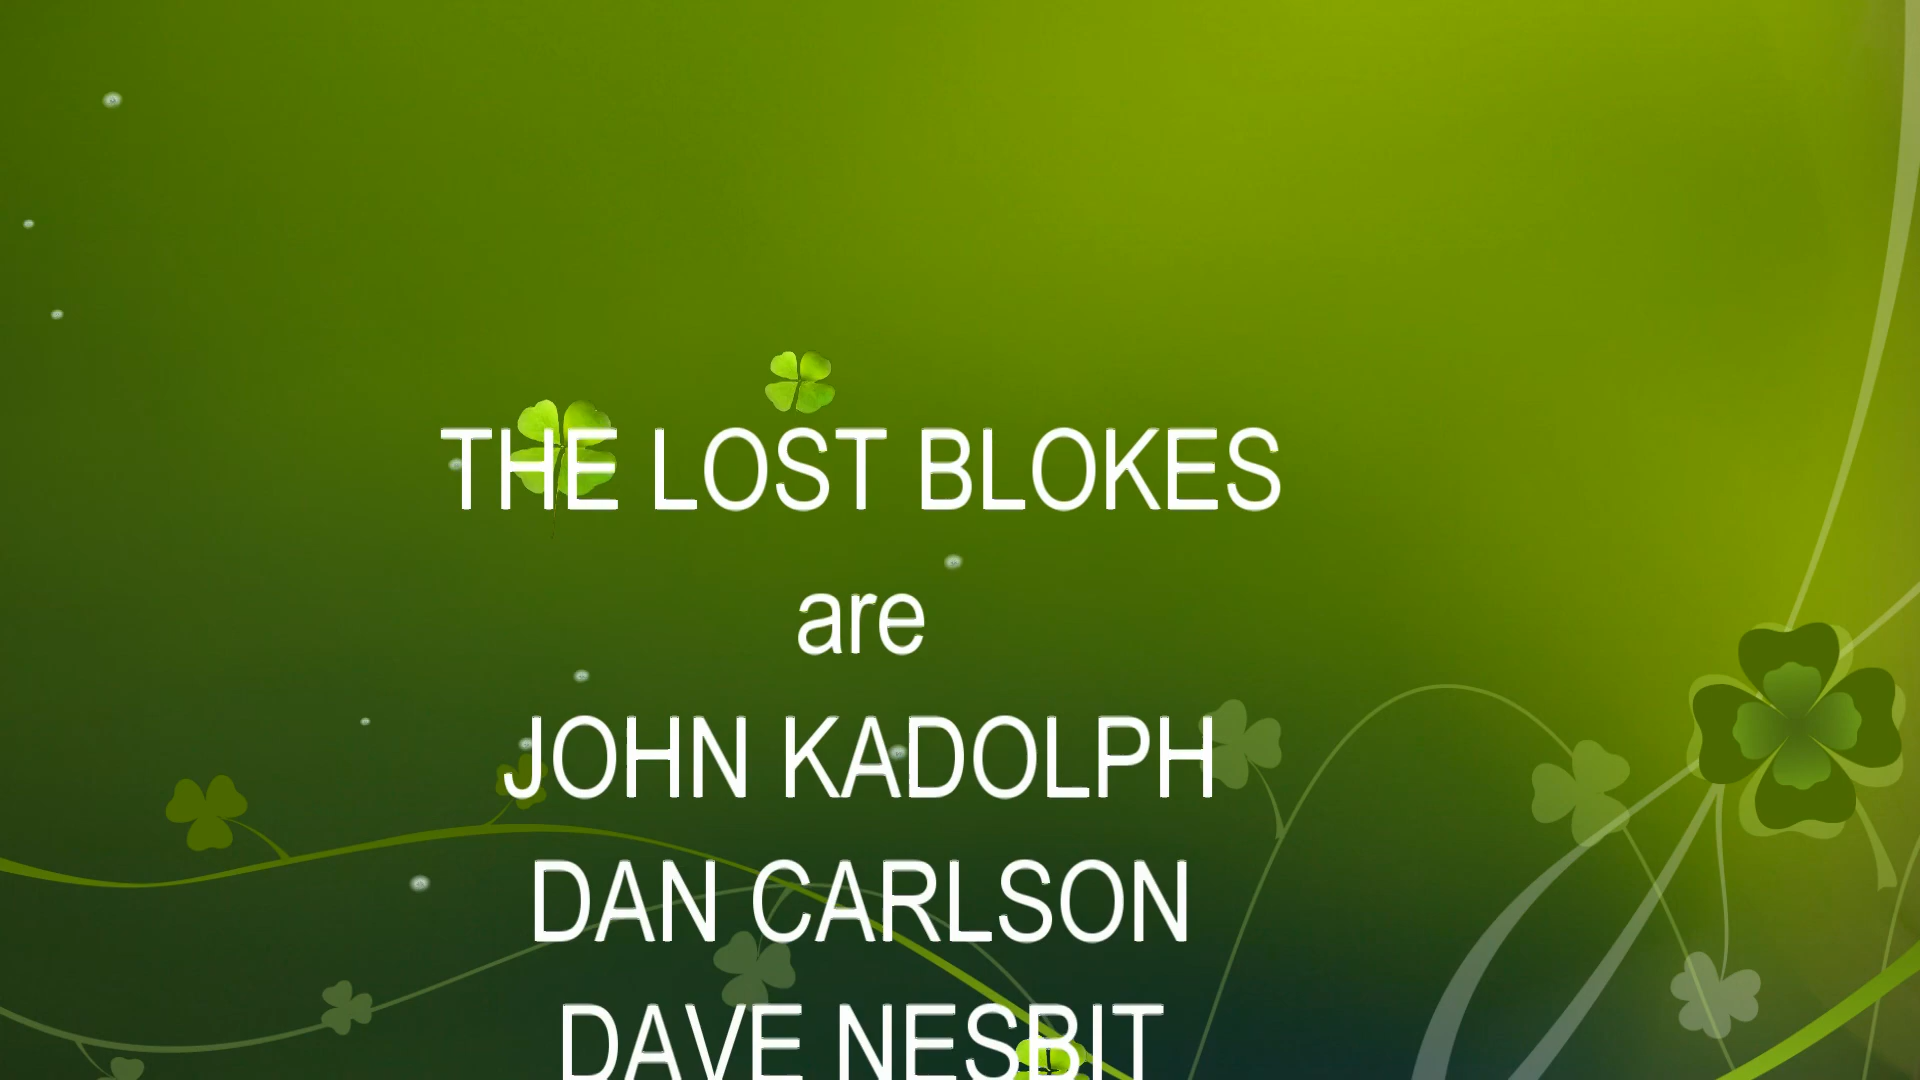 THE LOST BLOKES
are
JOHN KADOLPH
DAN CARLSON
DAVE NESBIT